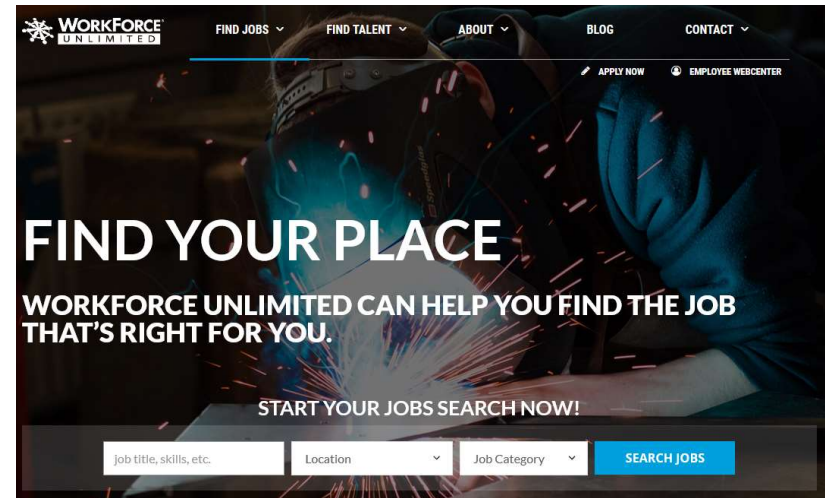 WORKFORCE
UNLIMITED
FIND JOBS
FIND TALENT
ABOUT
BLOG
CONTACT
APPLY NOW
EMPLOYEE WEBCENTER
Speedglas
FIND YOUR PLACE
WORKFORCE UNLIMITED CAN HELP YOU FIND THE JOB
THAT'S RIGHT FOR YOU.
START YOUR JOBS SEARCH NOW!
job title, skills, etc.
Location
Job Category
SEARCH JOBS